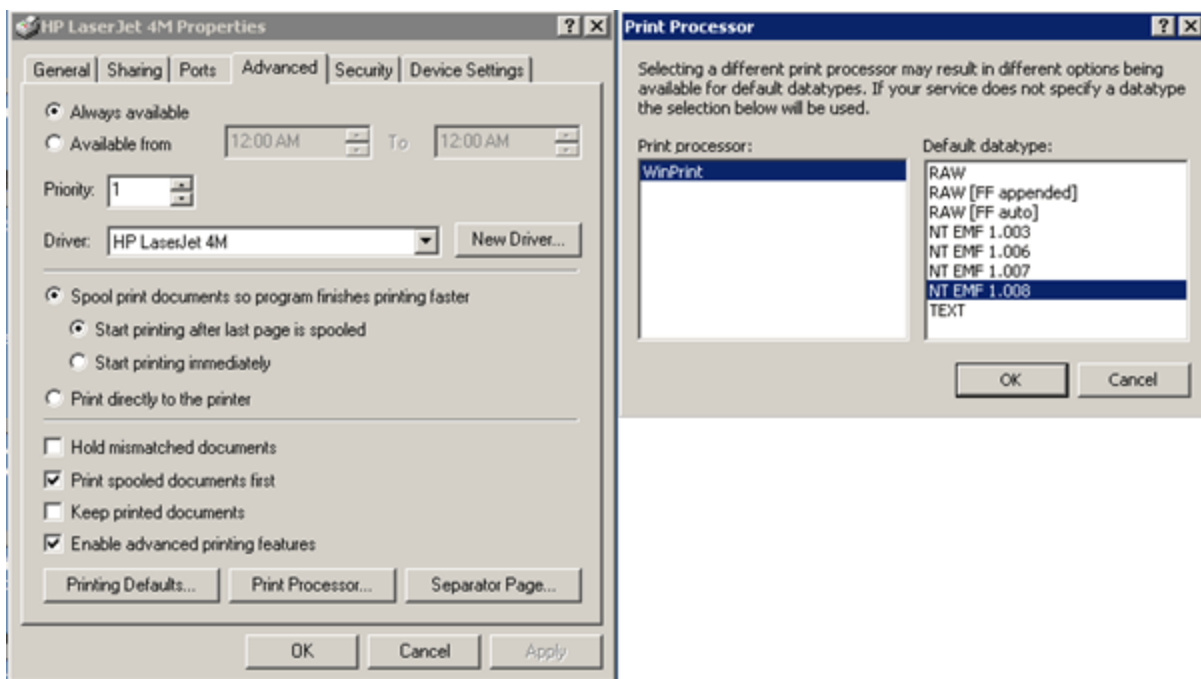 HP LaserJet 4M Properties
General Sharing Ports Advanced Security Device Settings
Always available
Available from 12:00 AM To 12:00 AM
Priority: 1
Driver: HP LaserJet 4M New Driver...
Spool print documents so program finishes printing faster
Start printing after last page is spooled
Start printing immediately
Print directly to the printer
Hold mismatched documents
Print spooled documents first
Keep printed documents
Enable advanced printing features
Printing Defaults... Print Processor... Separator Page...
OK Cancel Apply
Print Processor
Selecting a different print processor may result in different options being
available for default datatypes. If your service does not specify a datatype
the selection below will be used.
Print processor:
WinPrint
Default datatype:
RAW
RAW [FF appended]
RAW [FF auto]
NT EMF 1.003
NT EMF 1.006
NT EMF 1.007
NT EMF 1.008
TEXT
OK Cancel